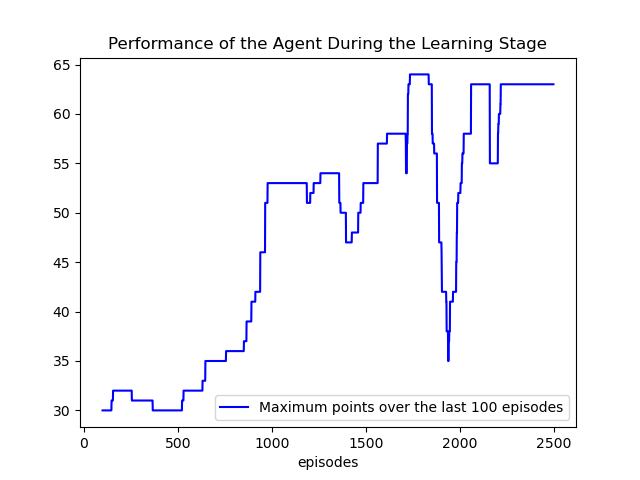 Performance of the Agent During the Learning Stage
65
60
55
50
45
40
35
30
Maximum points over the last 100 episodes
0 500 1000 1500 2000 2500
episodes